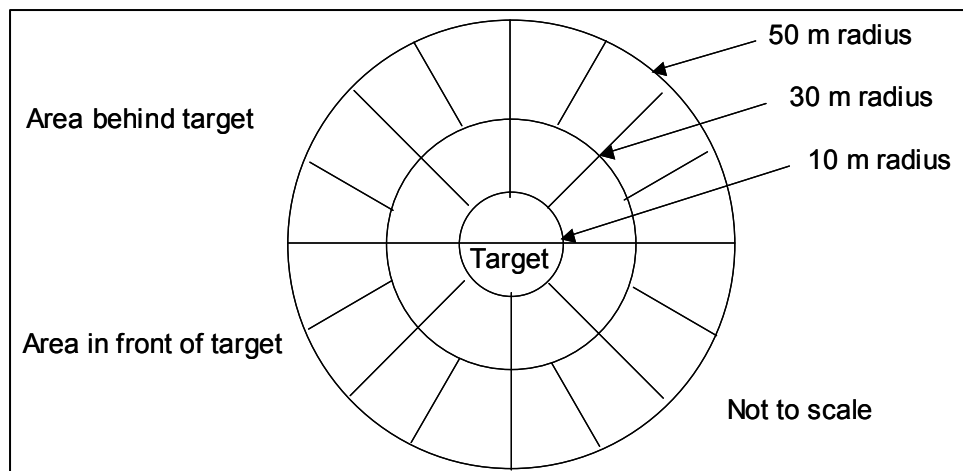 50 m radius
30 m radius
Area behind target
10 m radius
Target
Area in front of target
Not to scale